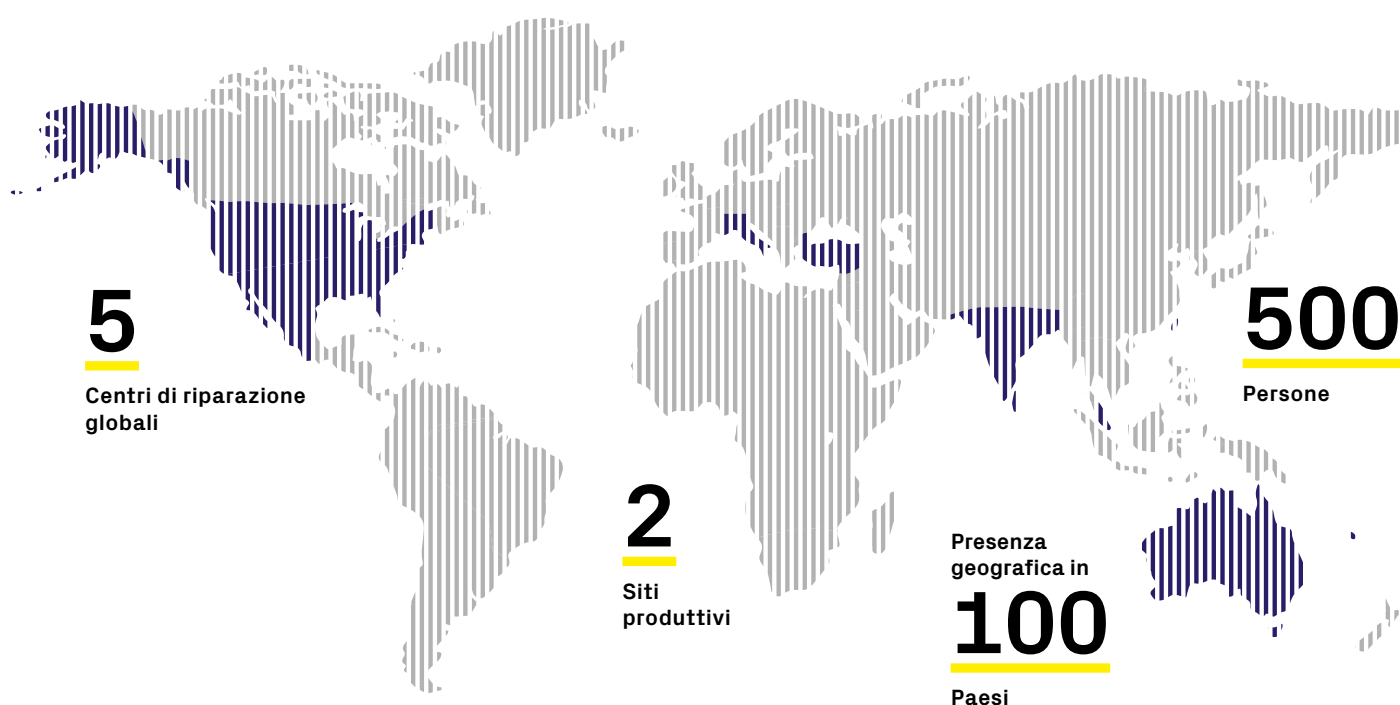 5
Centri di riparazione
globali
2
Siti
produttivi
Presenza
geografica in
100
Paesi
500
Persone